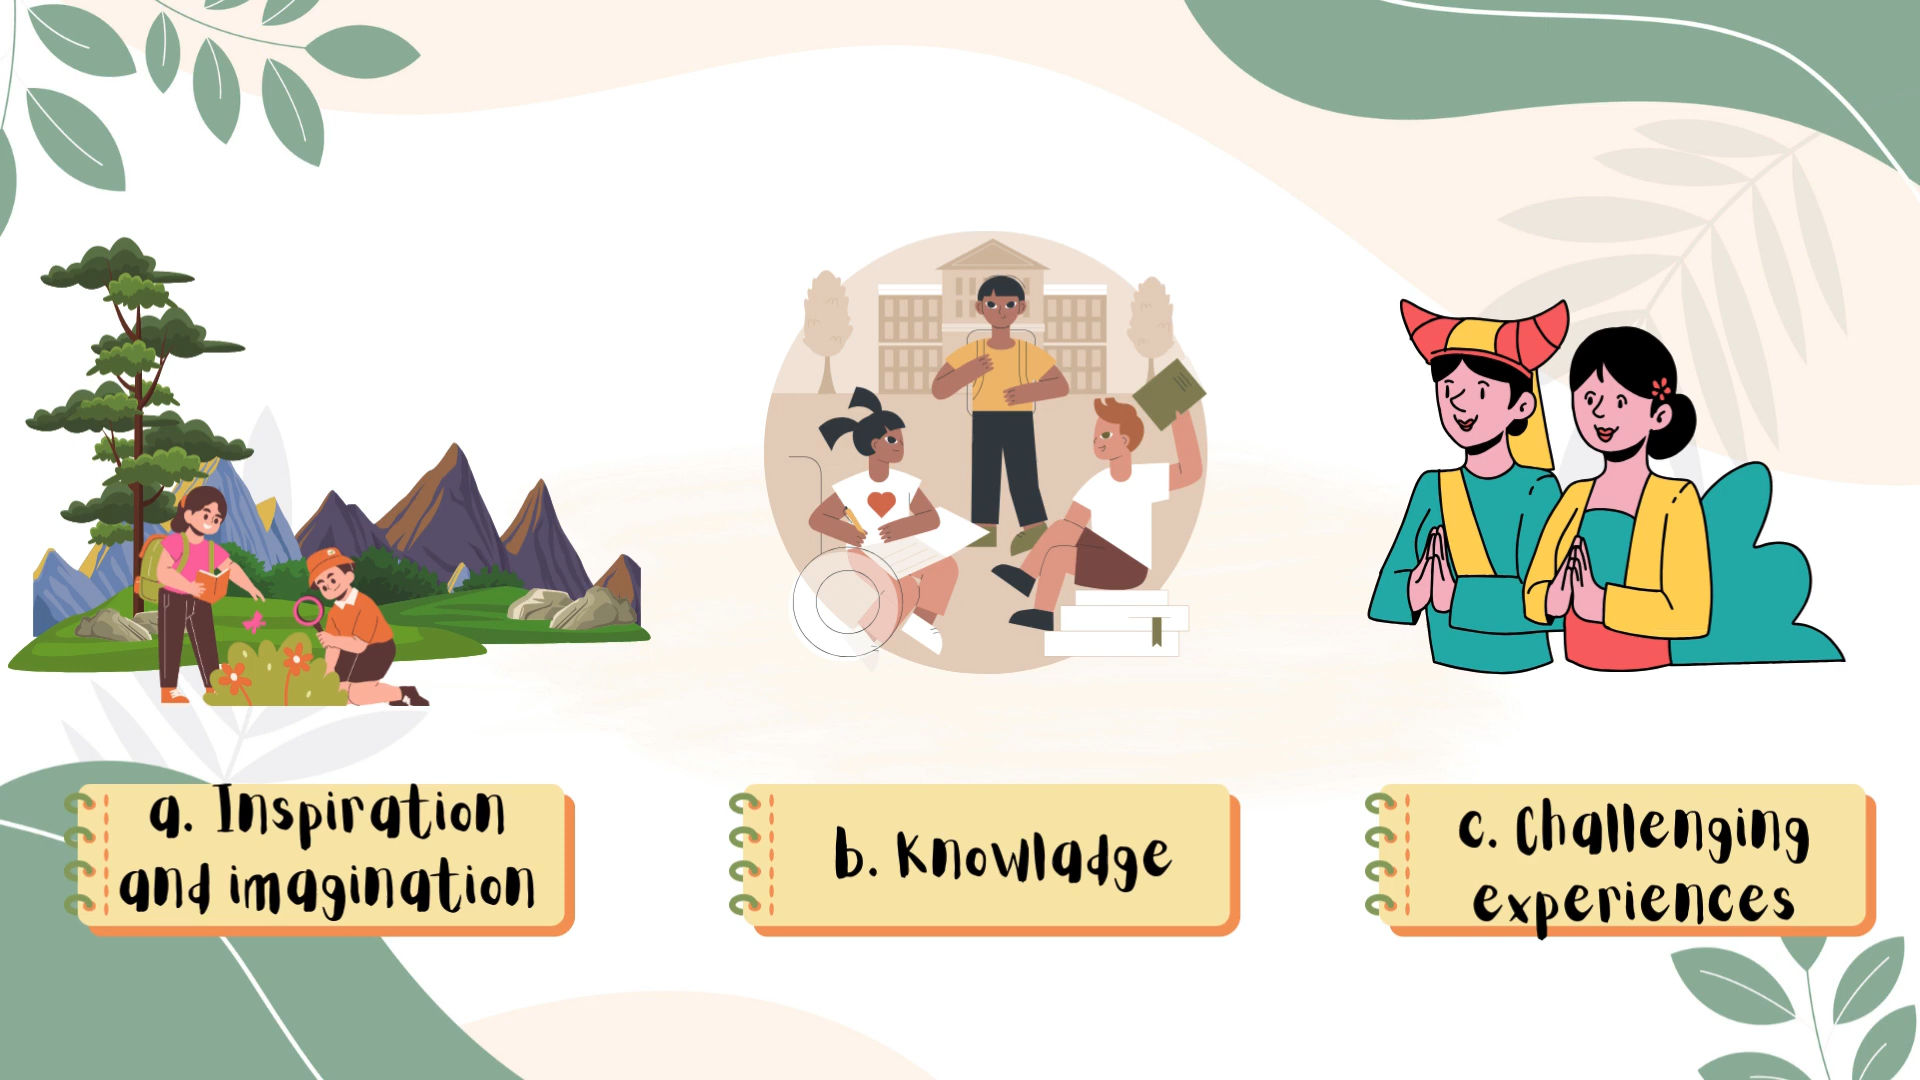 a. Inspiration
and imagination
b. Knowladge
c. Challenging
experiences